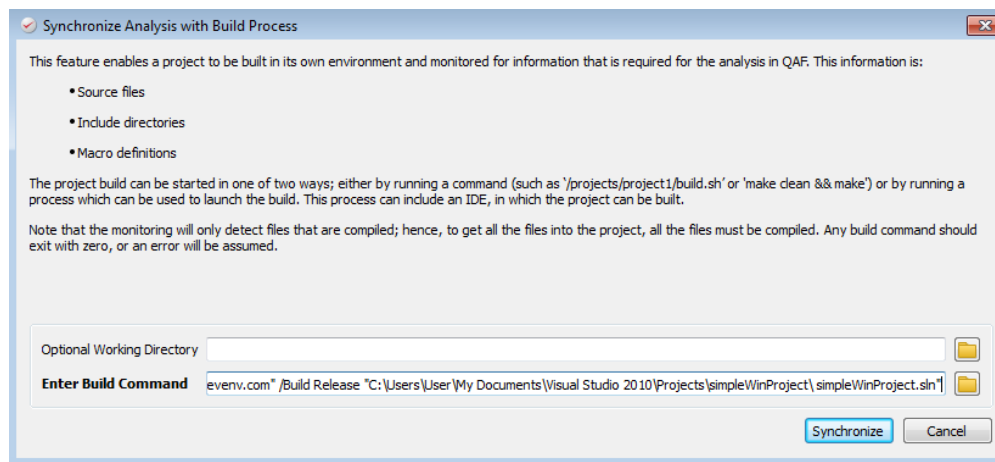 Synchronize Analysis with Build Process
This feature enables a project to be built in its own environment and monitored for information that is required for the analysis in QAF. This information is:
• Source files
• Include directories
• Macro definitions
The project build can be started in one of two ways; either by running a command (such as '/projects/project1/build.sh' or 'make clean && make') or by running a
process which can be used to launch the build. This process can include an IDE, in which the project can be built.
Note that the monitoring will only detect files that are compiled; hence, to get all the files into the project, all the files must be compiled. Any build command should
exit with zero, or an error will be assumed.
Optional Working Directory
Enter Build Command evenv.com" /Build Release "C:\Users\User\My Documents\Visual Studio 2010\Projects\simpleWinProject\ simpleWinProject.sln"
Synchronize Cancel